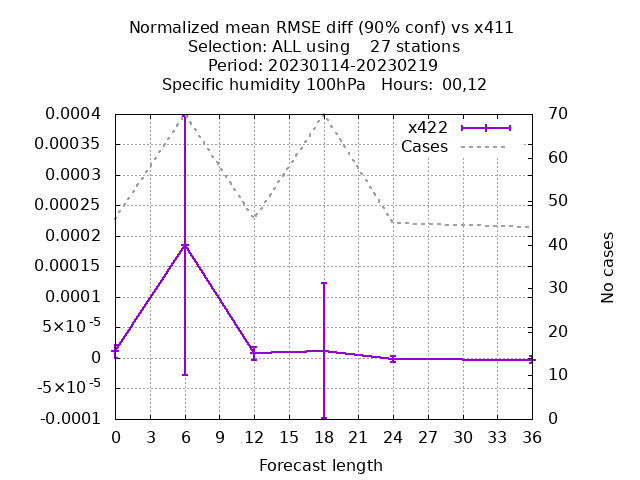 Normalized mean RMSE diff (90% conf) vs x411
Selection: ALL using    27 stations
Period: 20230114-20230219
Specific humidity 100hPa   Hours:  00,12
x422
Cases
0.0004
0.00035
0.0003
0.00025
0.0002
0.00015
0.0001
5×10⁻⁵
0
-5×10⁻⁵
-0.0001
70
60
50
40
30
20
10
0
No cases
0 3 6 9 12 15 18 21 24 27 30 33 36
Forecast length